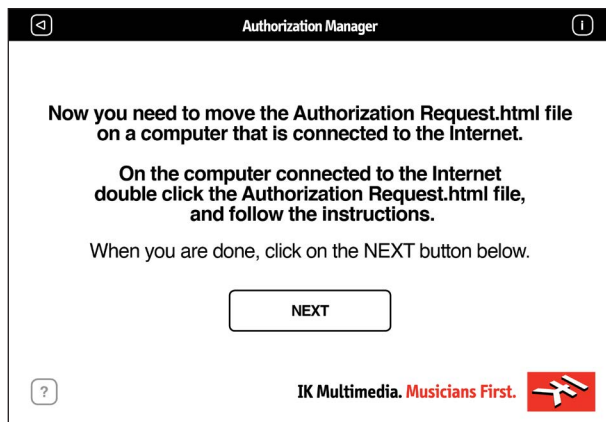 Authorization Manager
i
Now you need to move the Authorization Request.html file
on a computer that is connected to the Internet.
On the computer connected to the Internet
double click the Authorization Request.html file,
and follow the instructions.
When you are done, click on the NEXT button below.
NEXT
?
IK Multimedia. Musicians First.